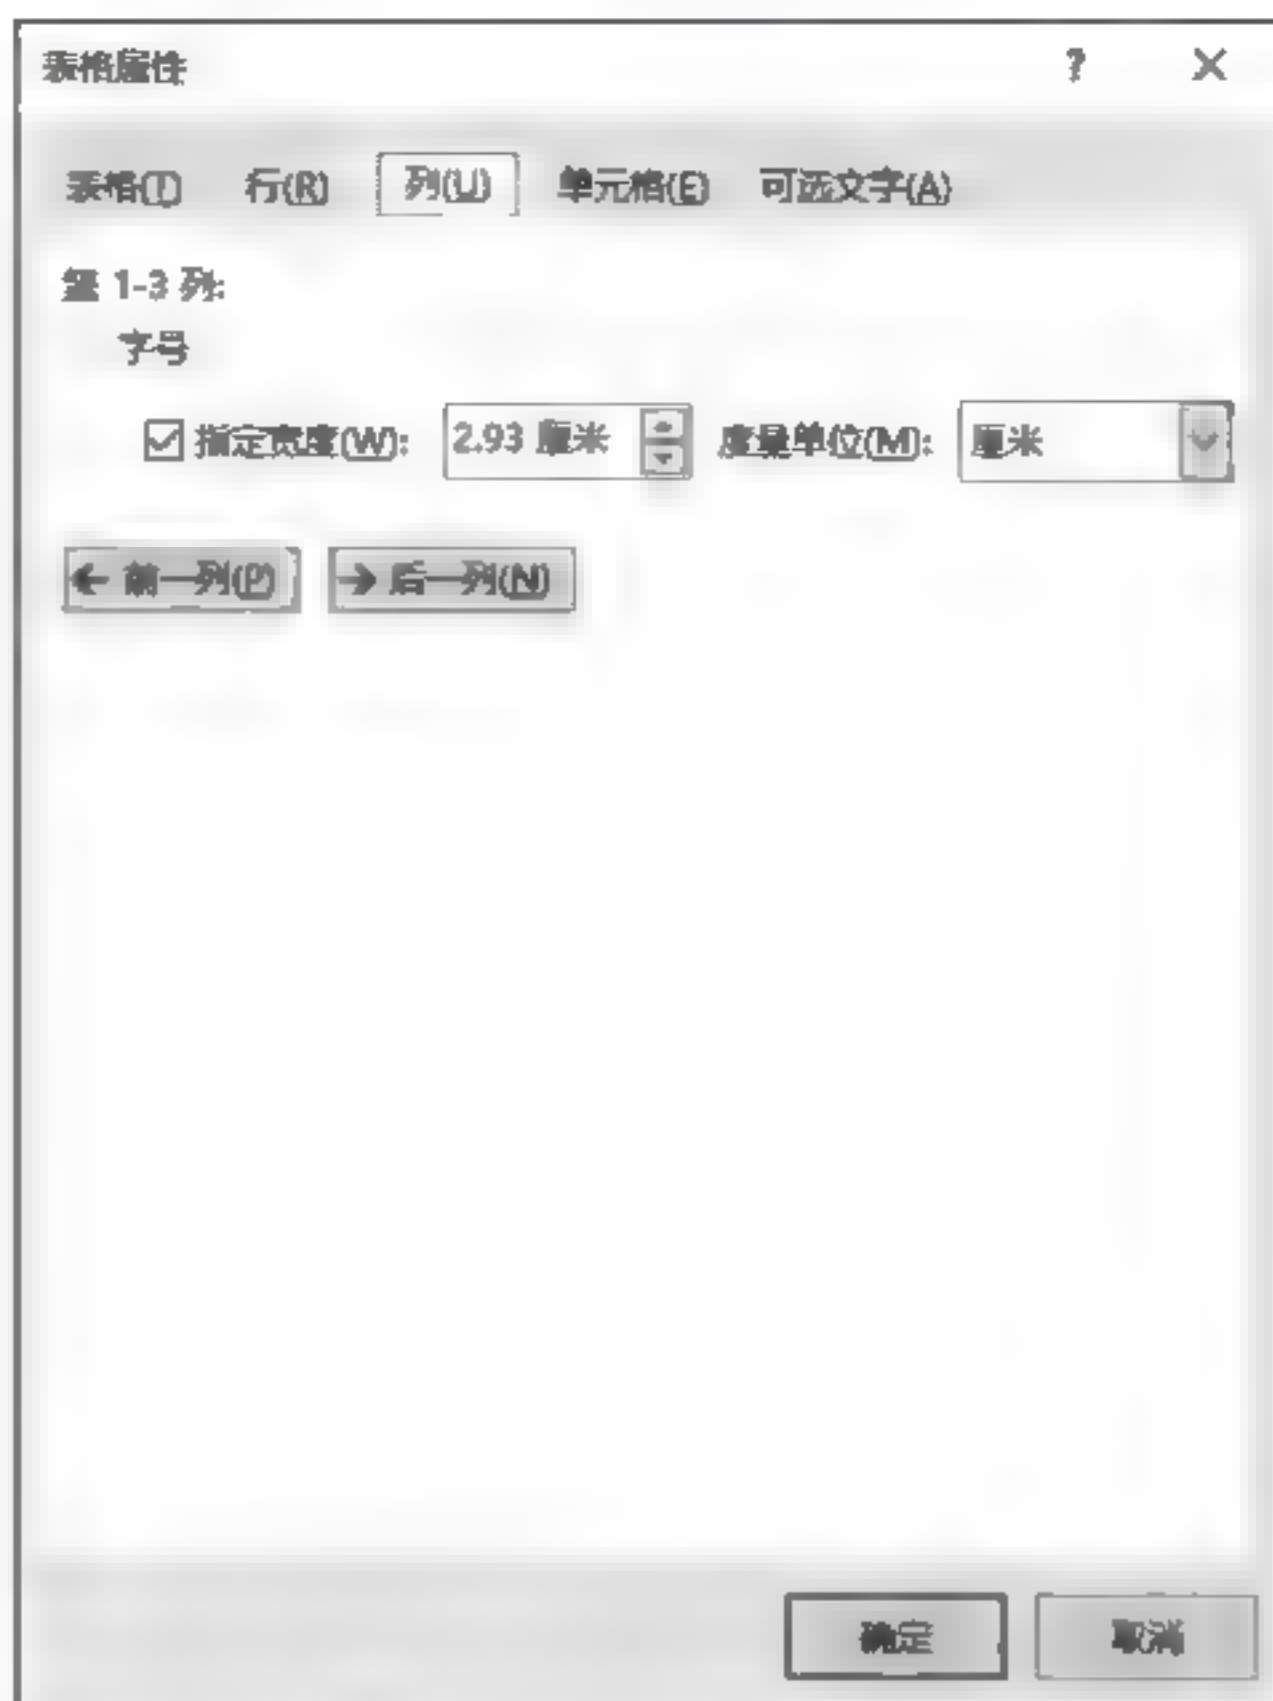 表格属性 ? ×
表格(T) 行(R) 列(U) 单元格(E) 可选文字(A)
第 1-3 列:
字号
指定宽度(W): 2.93 厘米 度量单位(M): 厘米
← 前一列(P) → 后一列(N)
确定 取消